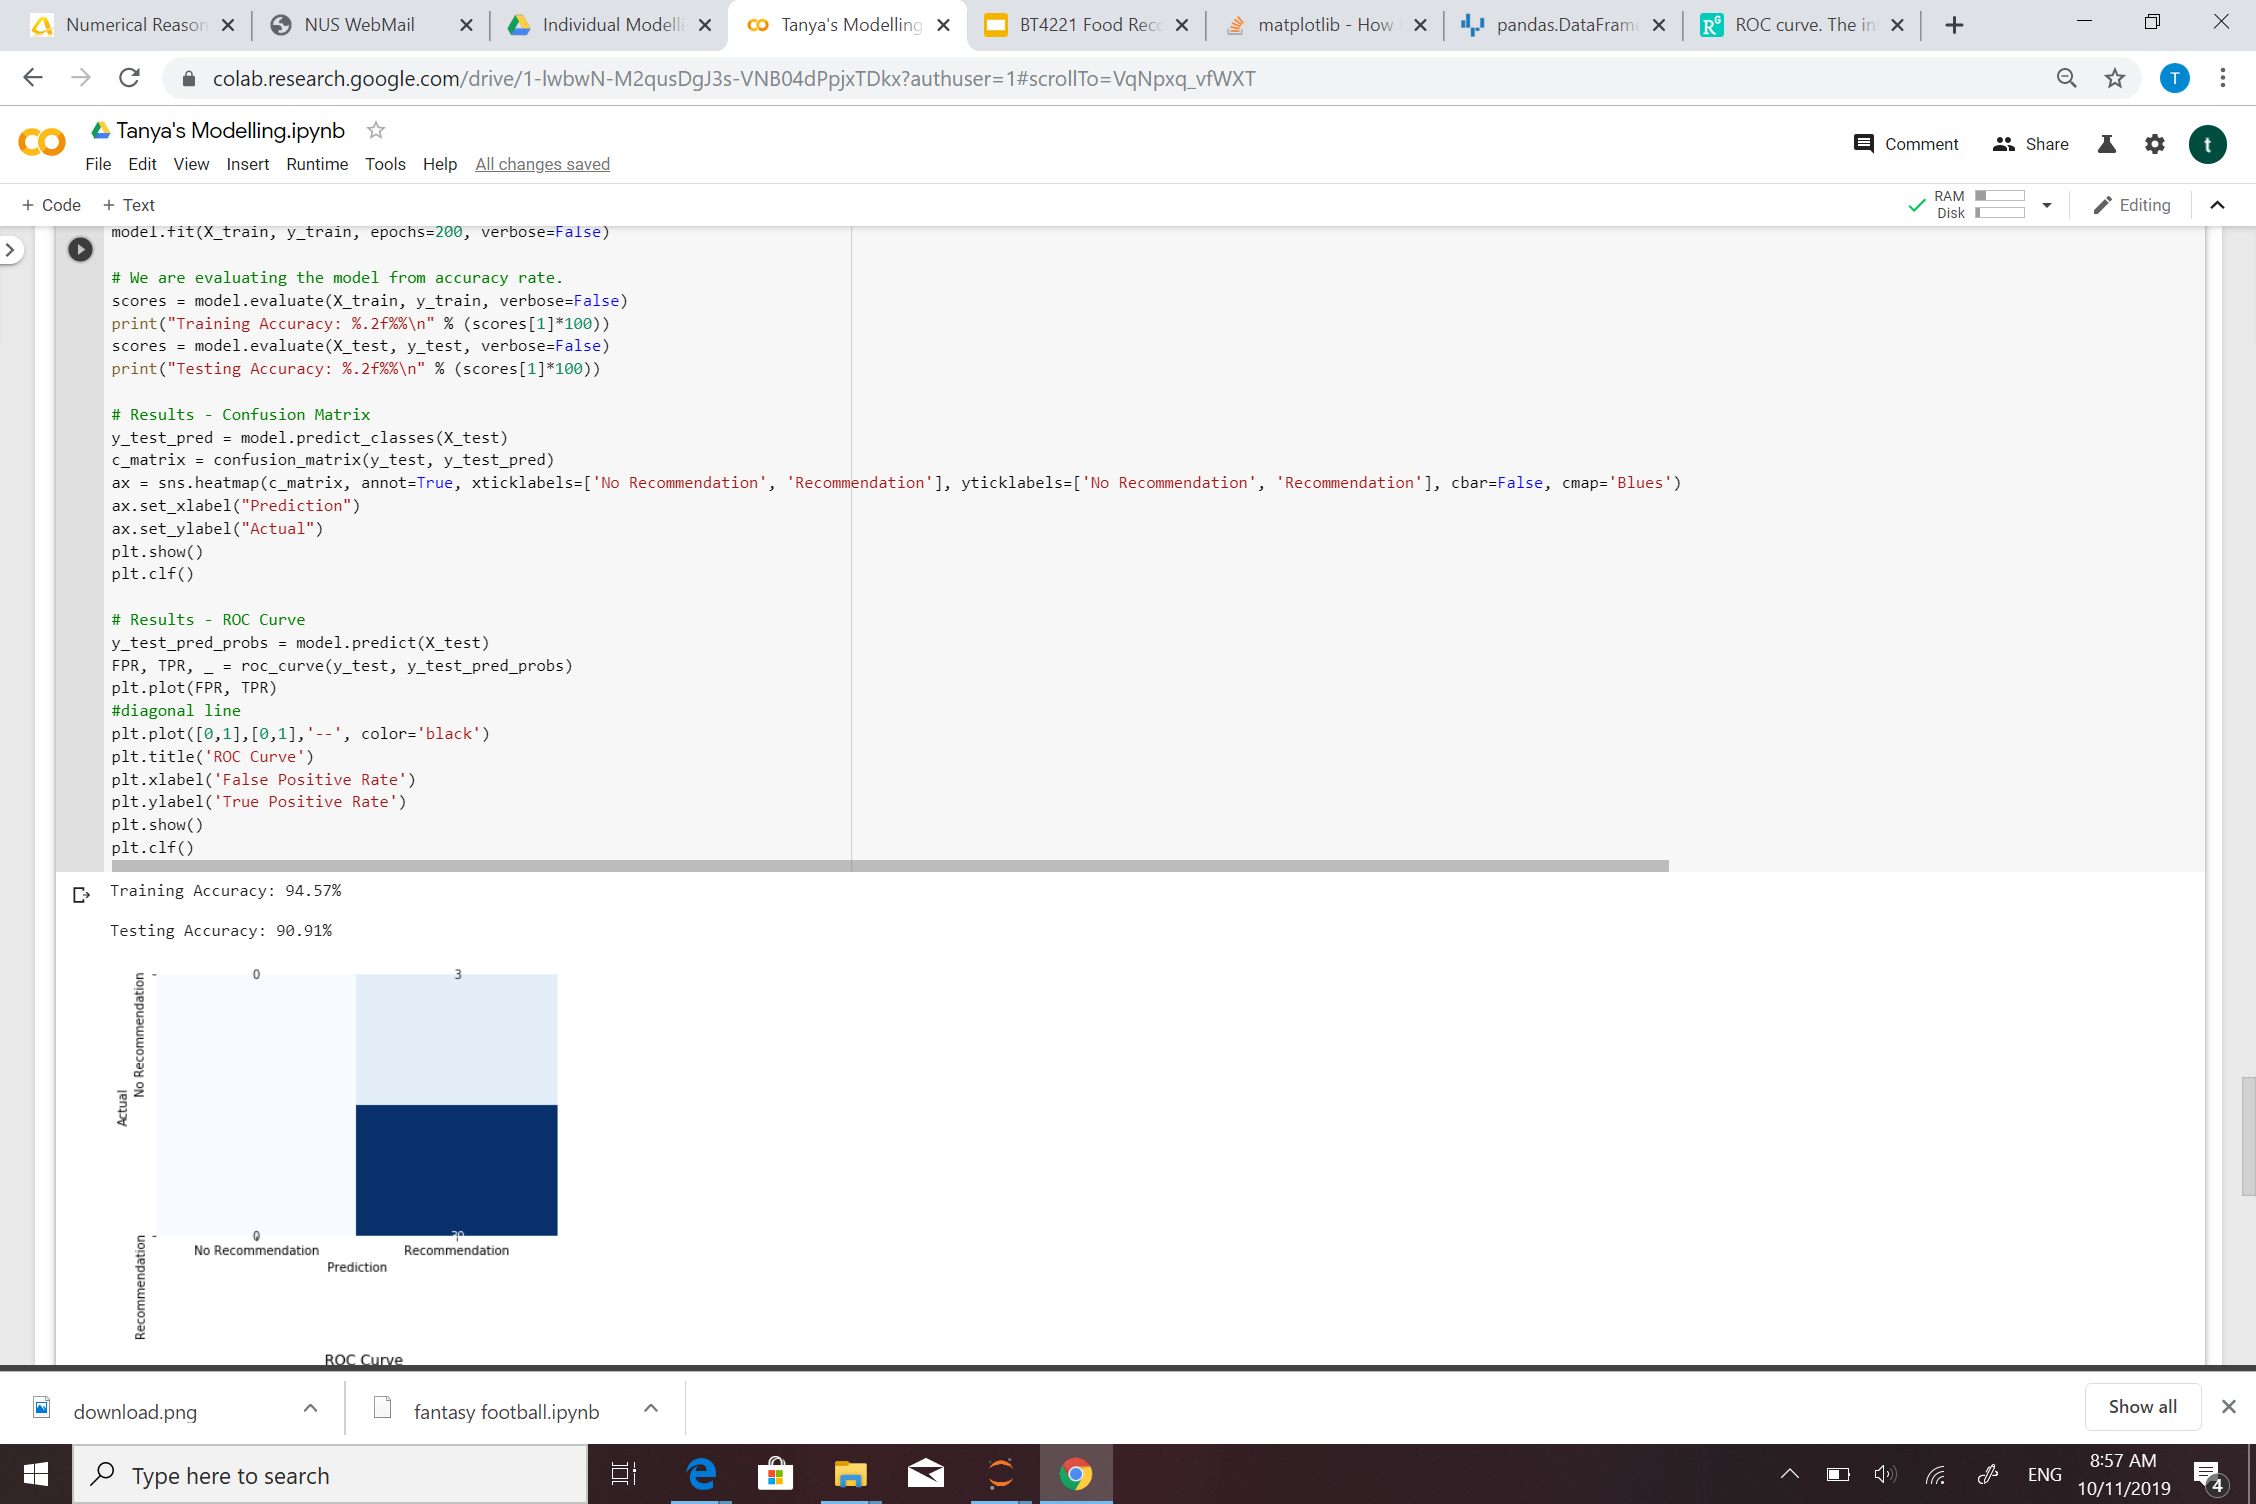 Numerical Reason
NUS WebMail
Individual Modelli
Tanya's Modelling
BT4221 Food Reco
matplotlib - How
pandas.DataFrame
ROC curve. The in
colab.research.google.com/drive/1-lwbwN-M2qusDgJ3s-VNB04dPpjxTDkx?authuser=1#scrollTo=VqNpxq_vfWXT
T
Tanya's Modelling.ipynb
File Edit View Insert Runtime Tools Help All changes saved
Comment
Share
t
+ Code + Text
RAM
Disk
Editing
model.fit(X_train, y_train, epochs=200, verbose=False)
# We are evaluating the model from accuracy rate.
scores = model.evaluate(X_train, y_train, verbose=False)
print("Training Accuracy: %.2f%%\n" % (scores[1]*100))
scores = model.evaluate(X_test, y_test, verbose=False)
print("Testing Accuracy: %.2f%%\n" % (scores[1]*100))
# Results - Confusion Matrix
y_test_pred = model.predict_classes(X_test)
c_matrix = confusion_matrix(y_test, y_test_pred)
ax = sns.heatmap(c_matrix, annot=True, xticklabels=['No Recommendation', 'Recommendation'], yticklabels=['No Recommendation', 'Recommendation'], cbar=False, cmap='Blues')
ax.set_xlabel("Prediction")
ax.set_ylabel("Actual")
plt.show()
plt.clf()
# Results - ROC Curve
y_test_pred_probs = model.predict(X_test)
FPR, TPR, _ = roc_curve(y_test, y_test_pred_probs)
plt.plot(FPR, TPR)
#diagonal line
plt.plot([0,1],[0,1],'--', color='black')
plt.title('ROC Curve')
plt.xlabel('False Positive Rate')
plt.ylabel('True Positive Rate')
plt.show()
plt.clf()
Training Accuracy: 94.57%
Testing Accuracy: 90.91%
0
3
No Recommendation
Actual
0
No Recommendation
Recommendation
Prediction
Recommendation
ROC Curve
download.png
fantasy football.ipynb
Show all
Type here to search
ENG
8:57 AM
10/11/2019
4